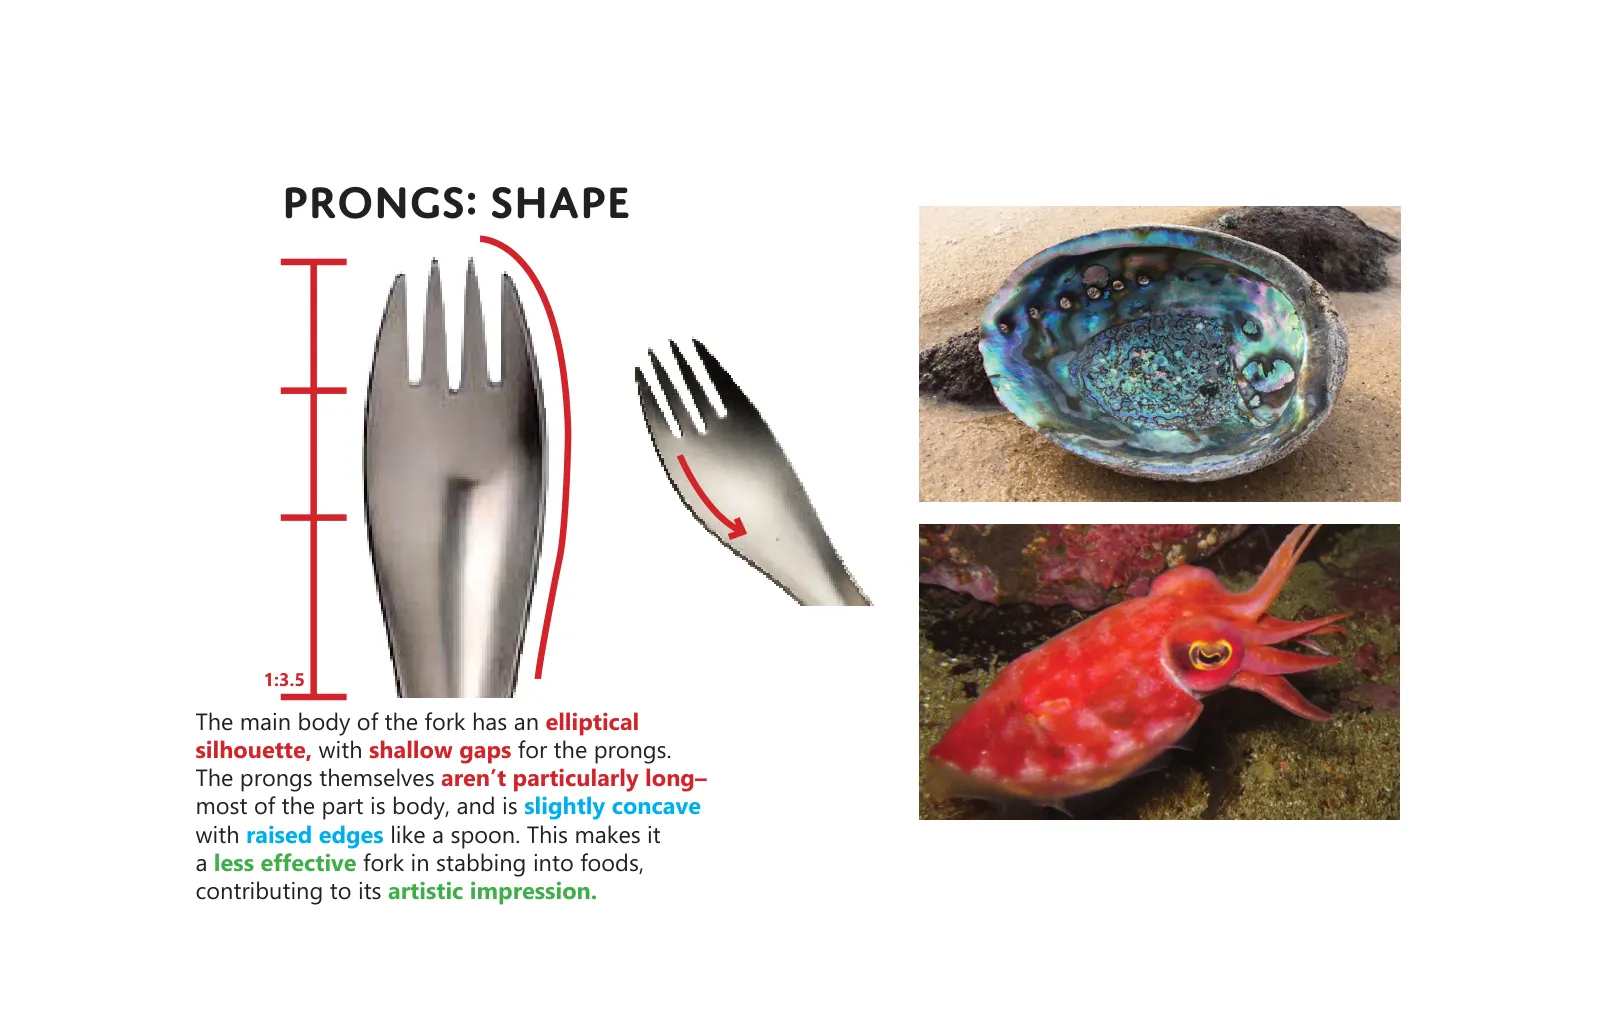 PRONGS: SHAPE
1:3.5
The main body of the fork has an elliptical
silhouette, with shallow gaps for the prongs.
The prongs themselves aren’t particularly long–
most of the part is body, and is slightly concave
with raised edges like a spoon. This makes it
a less effective fork in stabbing into foods,
contributing to its artistic impression.